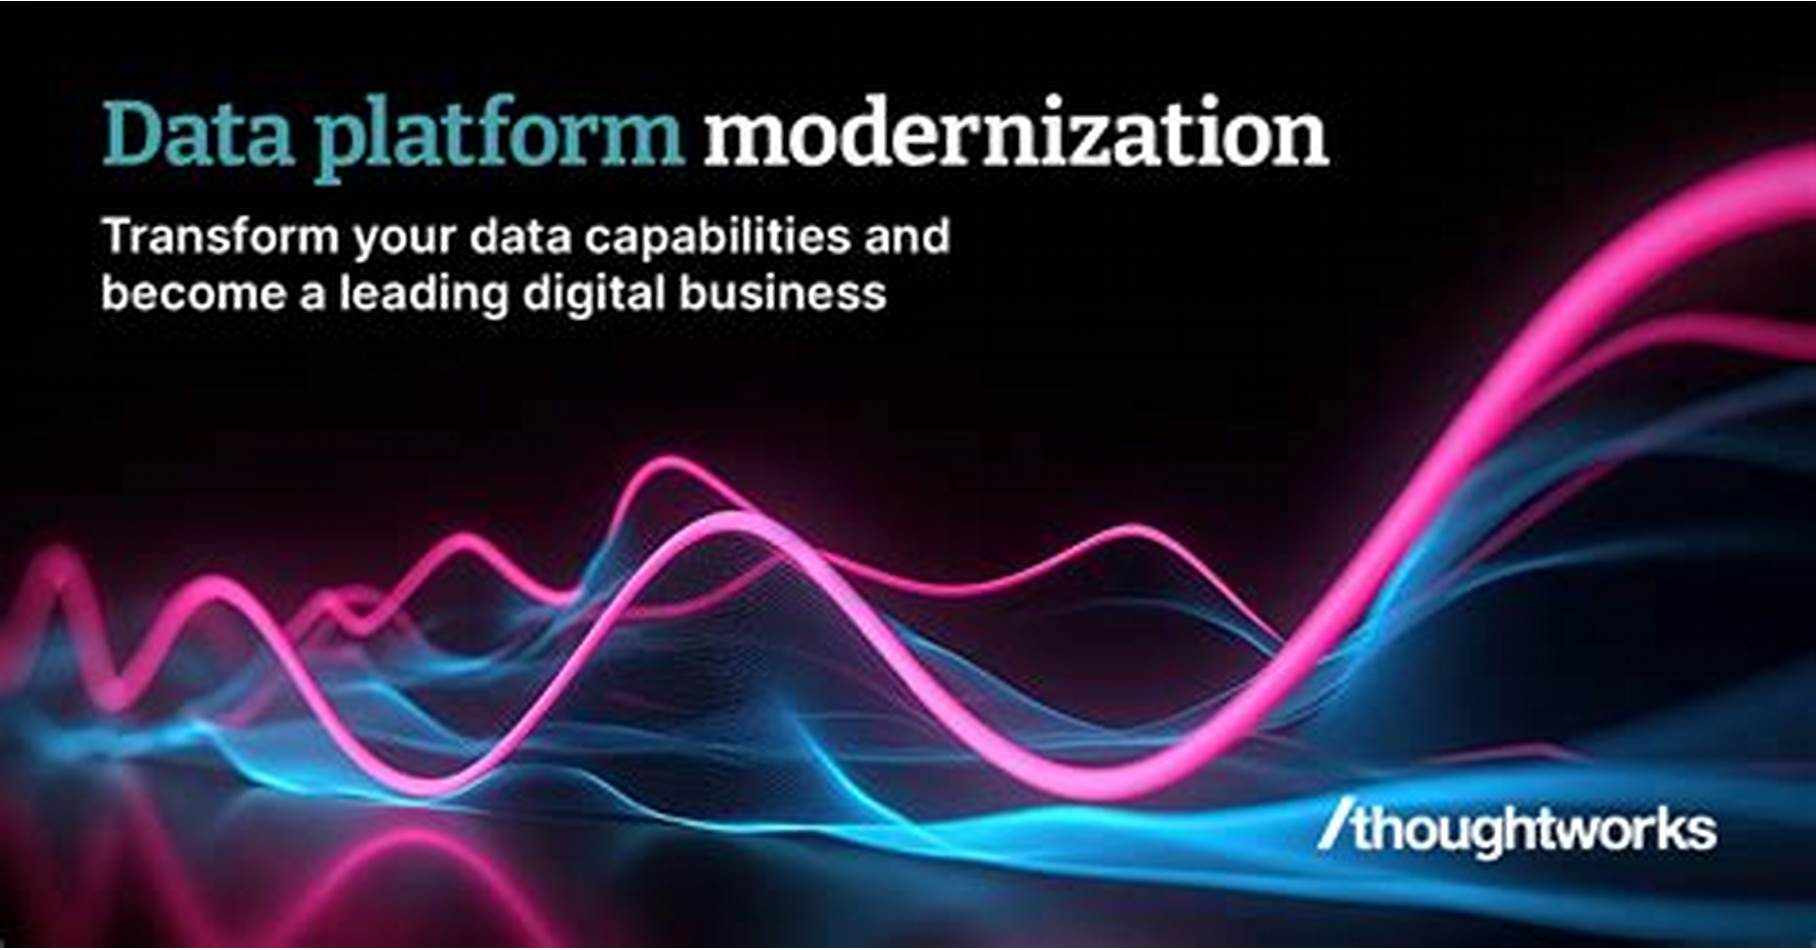 Data platform modernization
Transform your data capabilities and
become a leading digital business
/thoughtworks